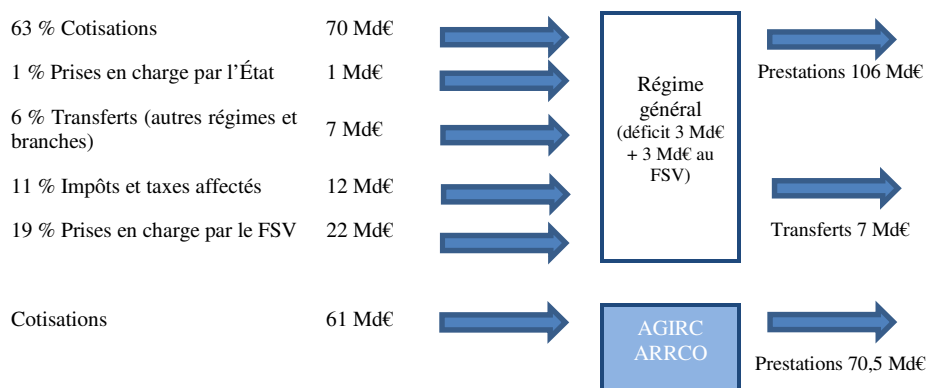 63 % Cotisations 70 Md€
1 % Prises en charge par l'État 1 Md€
6 % Transferts (autres régimes et
branches) 7 Md€
11 % Impôts et taxes affectés 12 Md€
19 % Prises en charge par le FSV 22 Md€
Régime
général
(déficit 3 Md€
+ 3 Md€ au
FSV)
Prestations 106 Md€
Transferts 7 Md€
Cotisations 61 Md€
AGIRC
ARRCO
Prestations 70,5 Md€